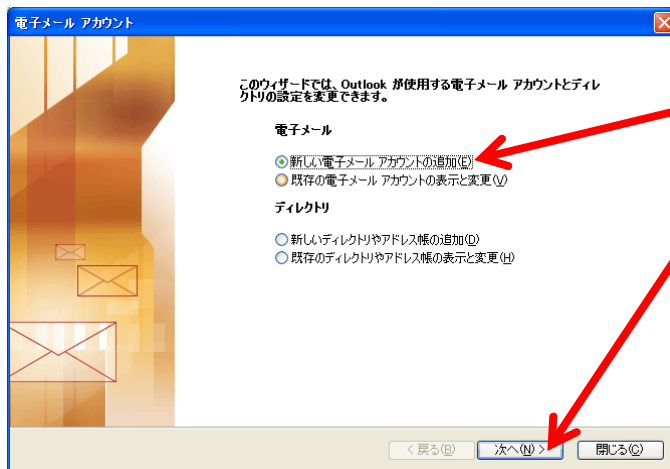 電子メール アカウント
このウィザードでは、Outlook が使用する電子メール アカウントとディレ
クトリの設定を変更できます。
電子メール
新しい電子メール アカウントの追加(E)
既存の電子メール アカウントの表示と変更(V)
ディレクトリ
新しいディレクトリやアドレス帳の追加(D)
既存のディレクトリやアドレス帳の表示と変更(H)
< 戻る(B) 次へ(N) > 閉じる(C)